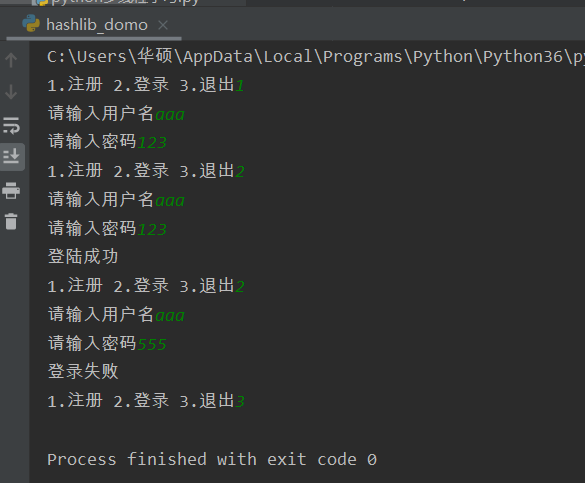 hashlib_domo
C:\Users\华硕\AppData\Local\Programs\Python\Python36\py
1.注册 2.登录 3.退出1
请输入用户名aaa
请输入密码123
1.注册 2.登录 3.退出2
请输入用户名aaa
请输入密码123
登陆成功
1.注册 2.登录 3.退出2
请输入用户名aaa
请输入密码555
登录失败
1.注册 2.登录 3.退出3
Process finished with exit code 0